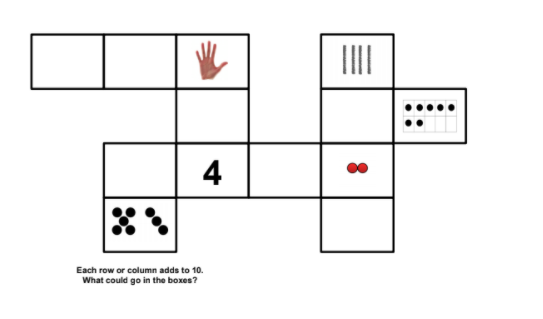 4
Each row or column adds to 10.
What could go in the boxes?